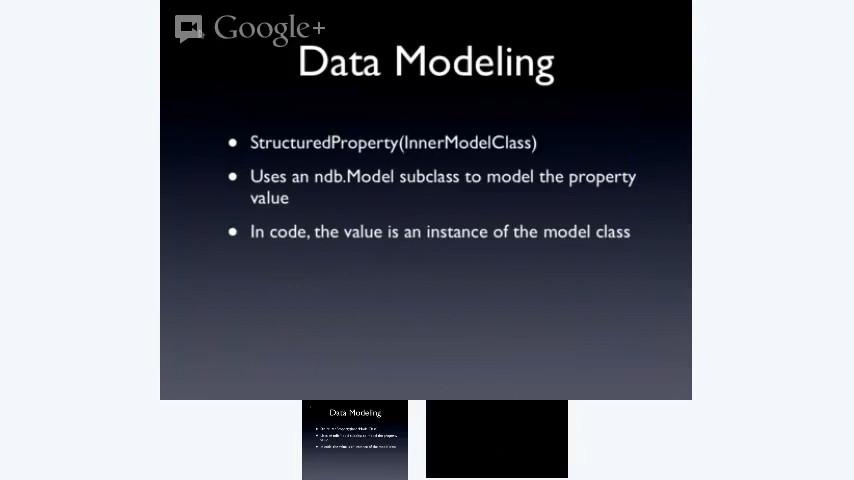 Google+
Data Modeling
StructuredProperty(InnerModelClass)
Uses an ndb.Model subclass to model the property
value
In code, the value is an instance of the model class
Data Modeling